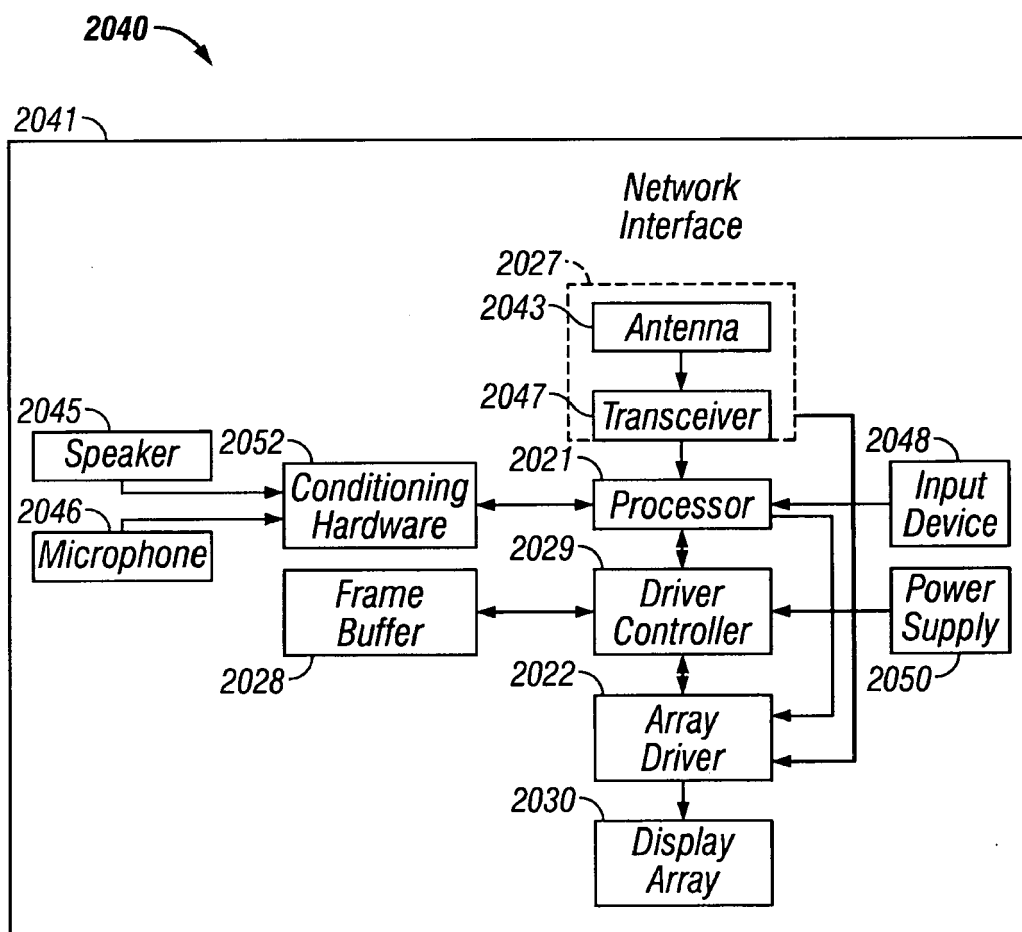 2040
2041
Network
Interface
2027
2043
Antenna
2047
Transceiver
2045
Speaker
2052
2021
2048
Conditioning
Hardware
Processor
Input
Device
2046
Microphone
2029
Frame
Buffer
Driver
Controller
Power
Supply
2028
2022
2050
Array
Driver
2030
Display
Array